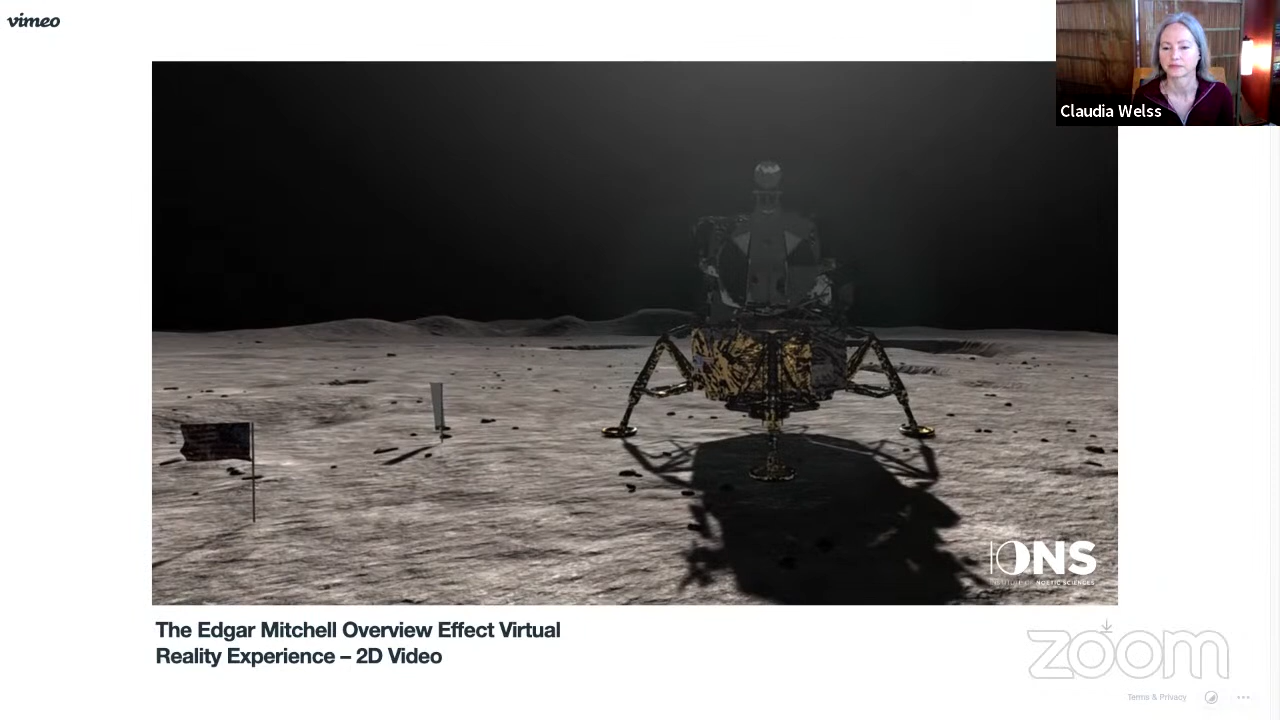 vimeo
Claudia Welss
IONS
INSTITUTE OF NOETIC SCIENCES
The Edgar Mitchell Overview Effect Virtual
Reality Experience – 2D Video
zoom
Terms & Privacy